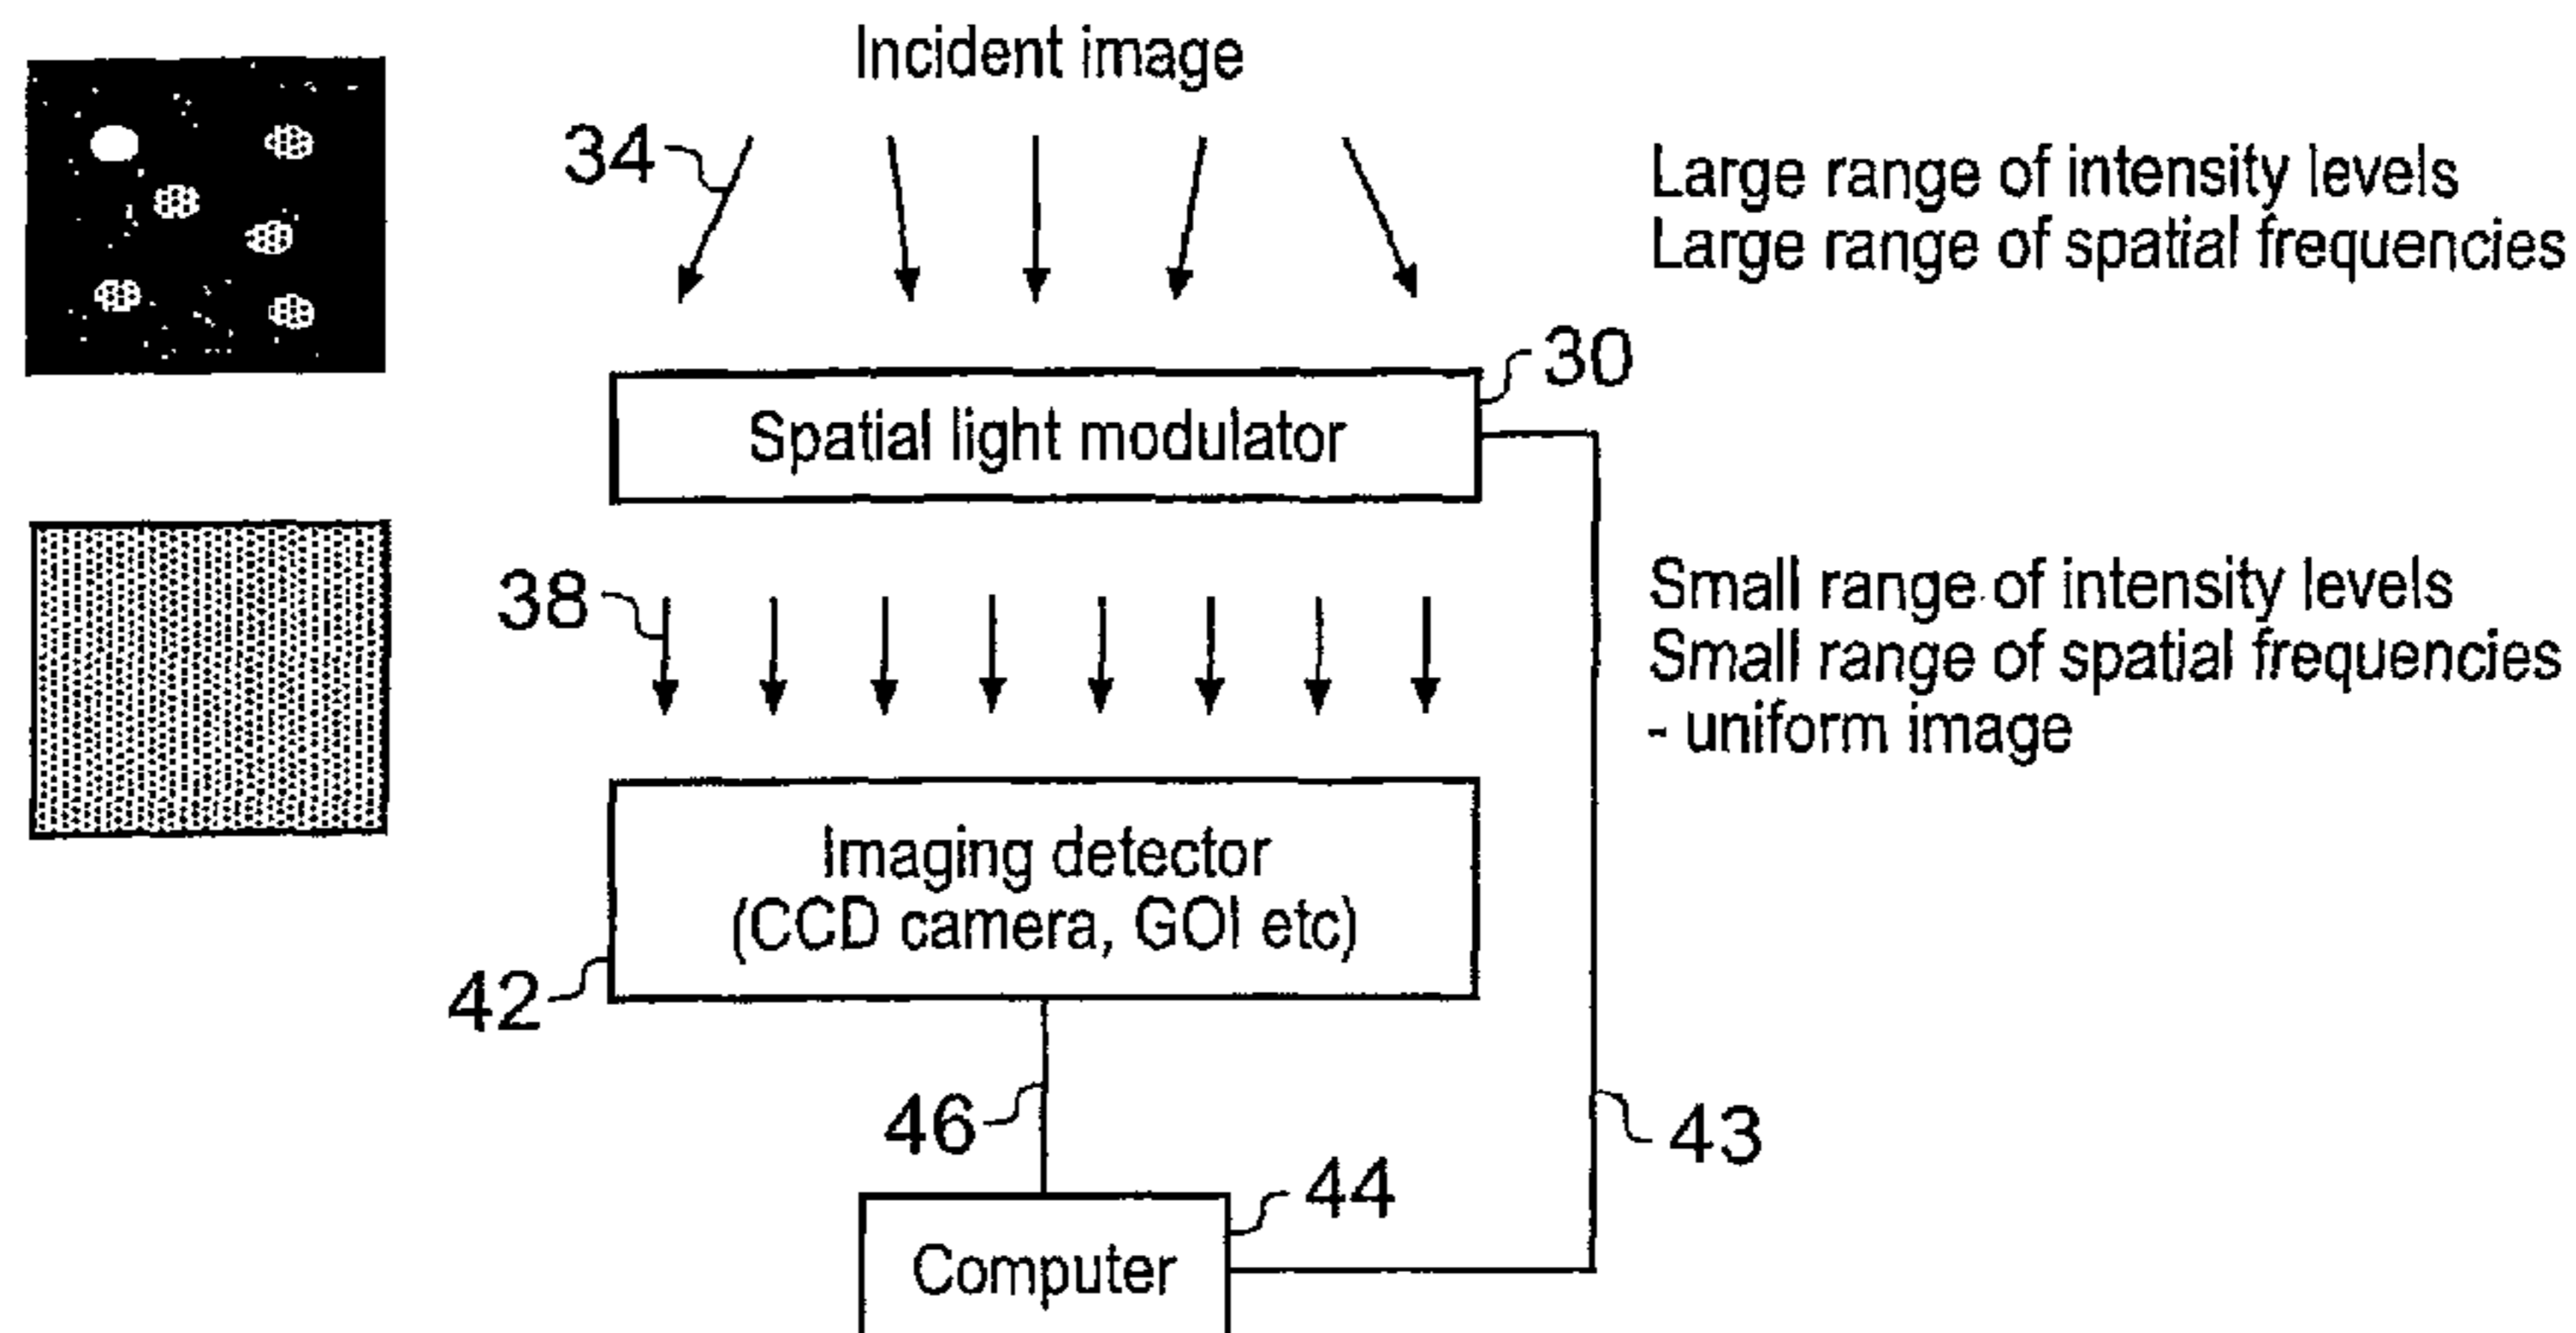 Incident image
34
Large range of intensity levels
Large range of spatial frequencies
30
Spatial light modulator
38
Small range of intensity levels
Small range of spatial frequencies
- uniform image
Imaging detector
(CCD camera, GOI etc)
42
46
43
44
Computer